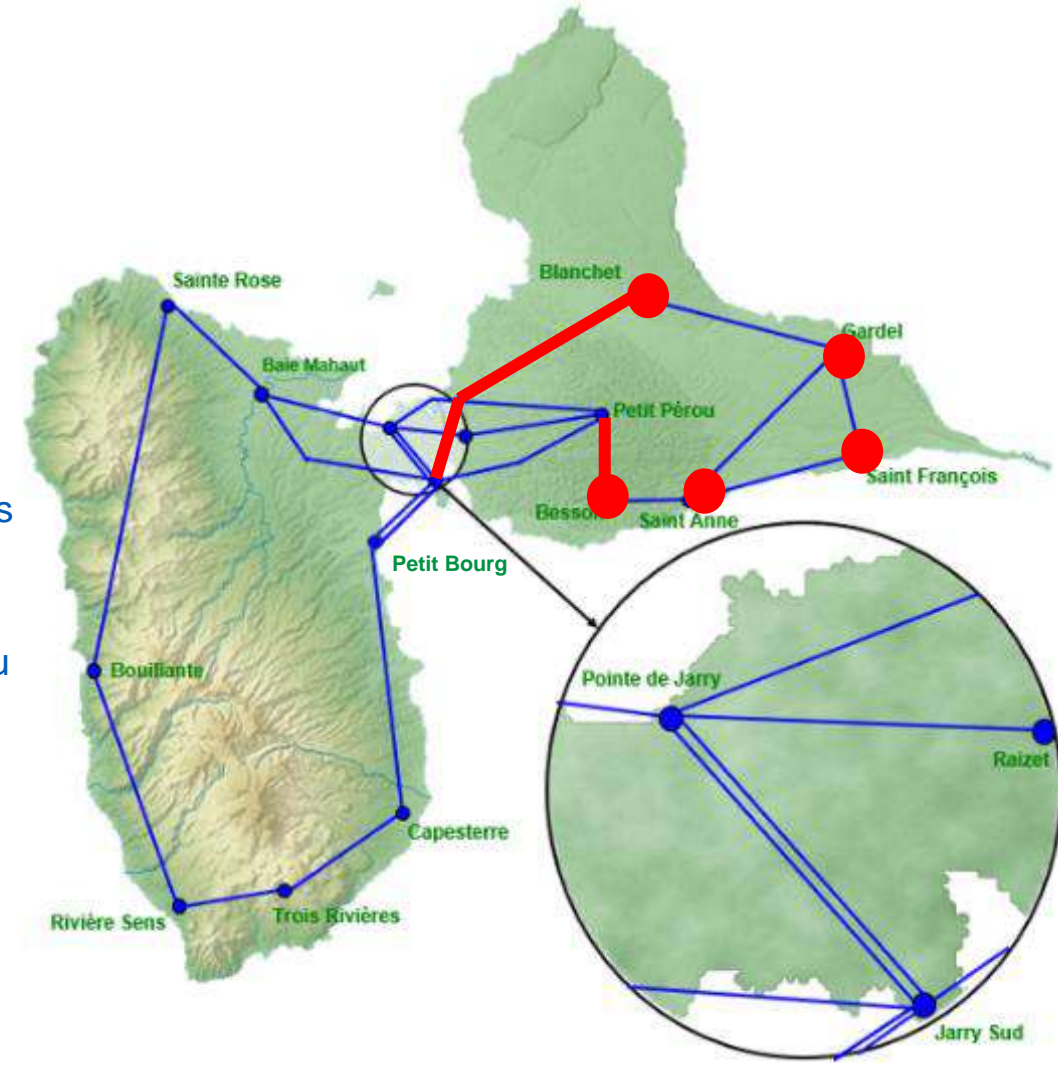 Blanchet
Sainte Rose
Gardel
Baie Mahaut
Petit Pérou
Saint François
s
Saint Anne
Petit Bourg
u
Bouillante
Pointe de Jarry
Raizet
Capesterre
Trois Rivières
Rivière Sens
Jarry Sud